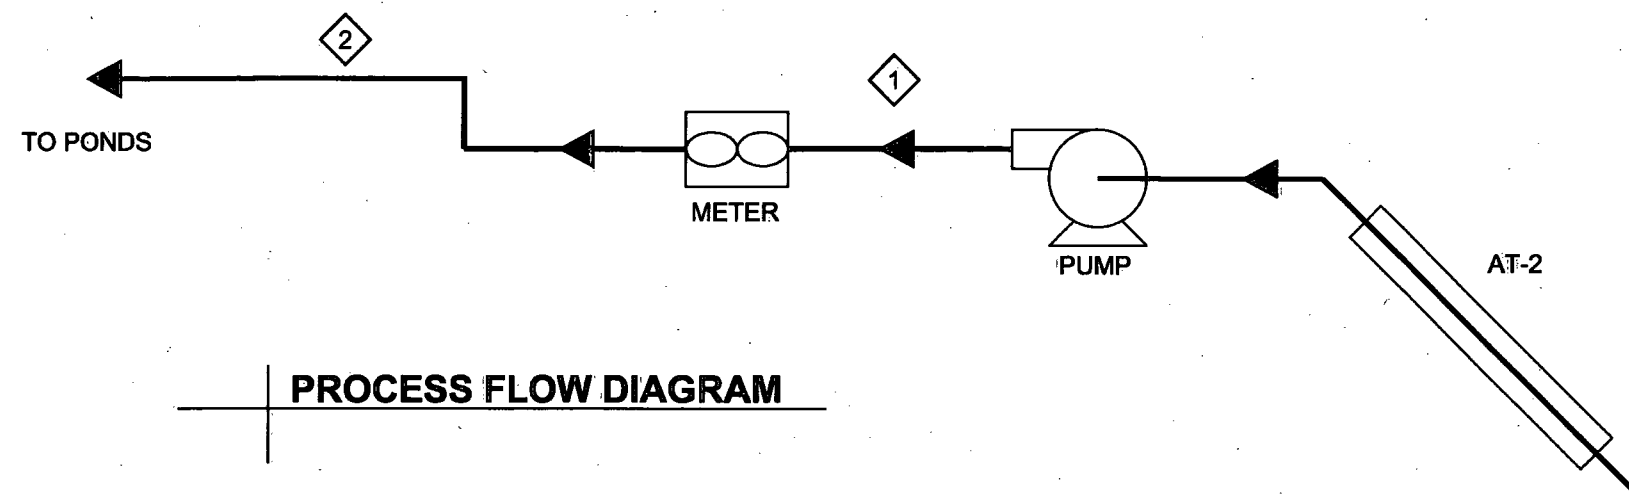 2
1
TO PONDS
METER
PUMP
AT-2
PROCESS FLOW DIAGRAM